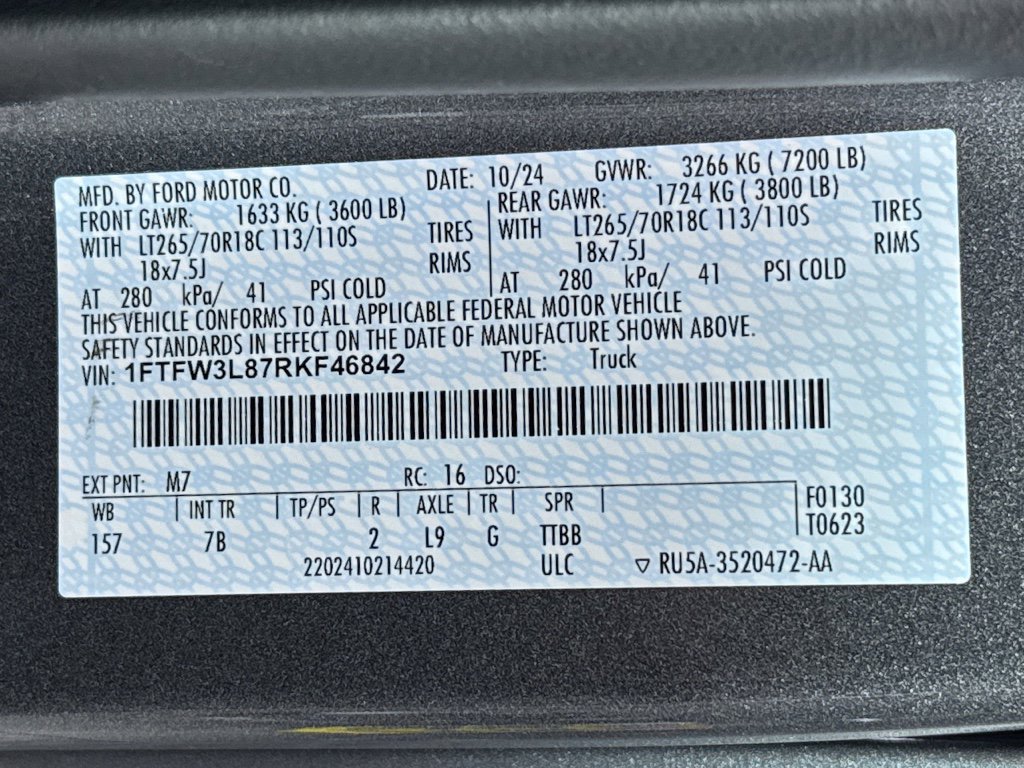 MFD. BY FORD MOTOR CO. DATE: 10/24 GVWR: 3266 KG ( 7200 LB)
FRONT GAWR: 1633 KG ( 3600 LB) REAR GAWR: 1724 KG ( 3800 LB)
WITH LT265/70R18C 113/110S TIRES WITH LT265/70R18C 113/110S TIRES
18x7.5J RIMS 18x7.5J RIMS
AT 280 kPa/ 41 PSI COLD AT 280 kPa/ 41 PSI COLD
THIS VEHICLE CONFORMS TO ALL APPLICABLE FEDERAL MOTOR VEHICLE
SAFETY STANDARDS IN EFFECT ON THE DATE OF MANUFACTURE SHOWN ABOVE.
VIN: 1FTFW3L87RKF46842 TYPE: Truck
EXT PNT: M7 RC: 16 DSO:
WB INT TR TP/PS R AXLE TR SPR F0130
157 7B 2 L9 G TTBB T0623
2202410214420 ULC ▽ RU5A-3520472-AA